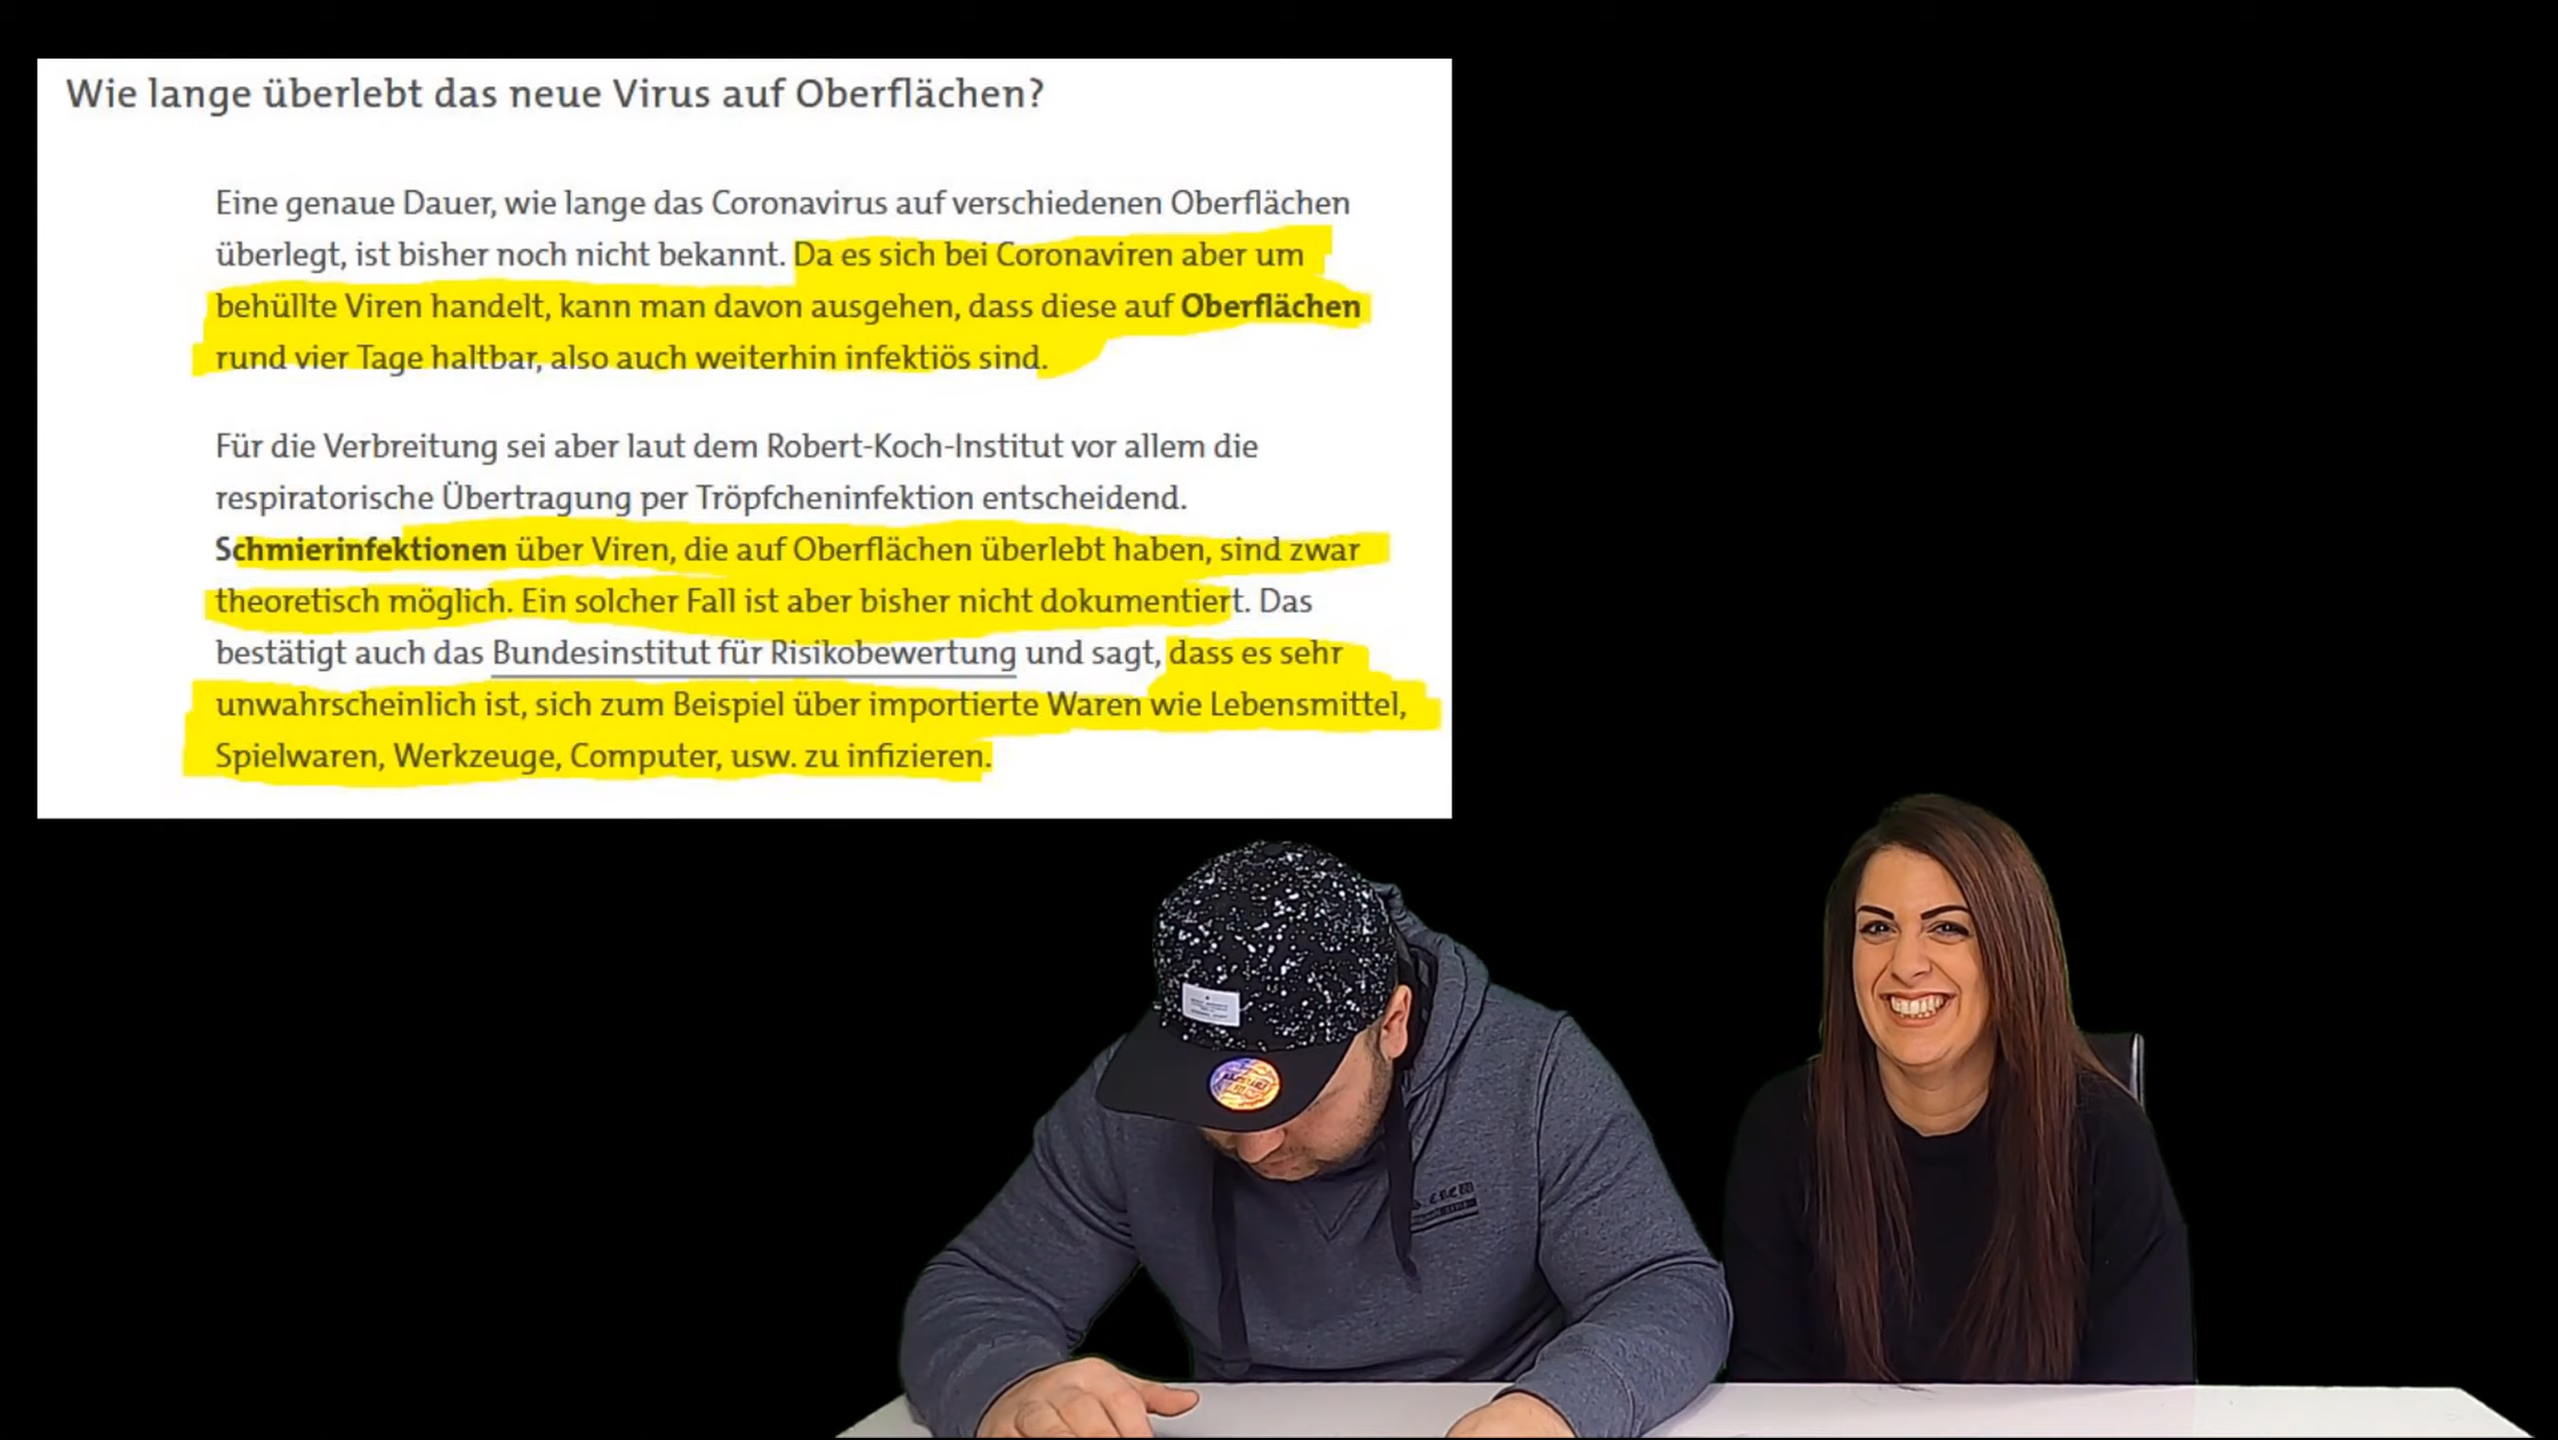 Wie lange überlebt das neue Virus auf Oberflächen?
Eine genaue Dauer, wie lange das Coronavirus auf verschiedenen Oberflächen
überlegt, ist bisher noch nicht bekannt. Da es sich bei Coronaviren aber um
behüllte Viren handelt, kann man davon ausgehen, dass diese auf Oberflächen
rund vier Tage haltbar, also auch weiterhin infektiös sind.
Für die Verbreitung sei aber laut dem Robert-Koch-Institut vor allem die
respiratorische Übertragung per Tröpfcheninfektion entscheidend.
Schmierinfektionen über Viren, die auf Oberflächen überlebt haben, sind zwar
theoretisch möglich. Ein solcher Fall ist aber bisher nicht dokumentiert. Das
bestätigt auch das Bundesinstitut für Risikobewertung und sagt, dass es sehr
unwahrscheinlich ist, sich zum Beispiel über importierte Waren wie Lebensmittel,
Spielwaren, Werkzeuge, Computer, usw. zu infizieren.
CREW